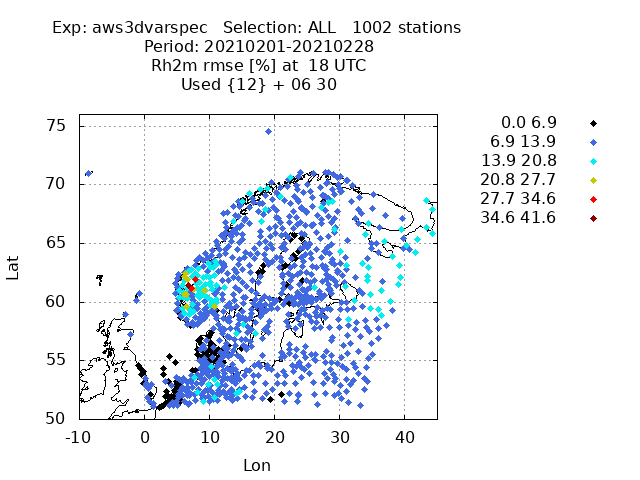 Exp: aws3dvarspec   Selection: ALL   1002 stations
Period: 20210201-20210228
Rh2m rmse [%] at  18 UTC
Used {12} + 06 30
0.0 6.9
6.9 13.9
13.9 20.8
20.8 27.7
27.7 34.6
34.6 41.6
75
70
65
60
55
50
Lat
-10 0 10 20 30 40
Lon